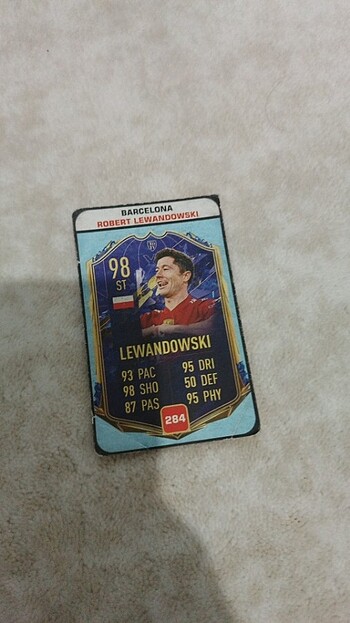 BARCELONA
ROBERT LEWANDOWSKI
98
ST
LEWANDOWSKI
93 PAC 95 DRI
98 SHO 50 DEF
87 PAS 95 PHY
284